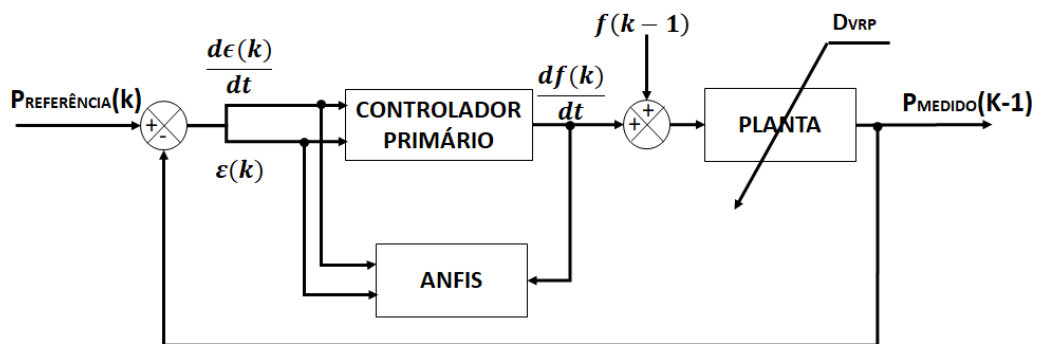 f(k − 1)
DVRP
dϵ(k)
dt
df(k)
dt
PREFERÊNCIA(k)
+
-
CONTROLADOR
PRIMÁRIO
+
+
PLANTA
PMEDIDO(K-1)
ε(k)
ANFIS